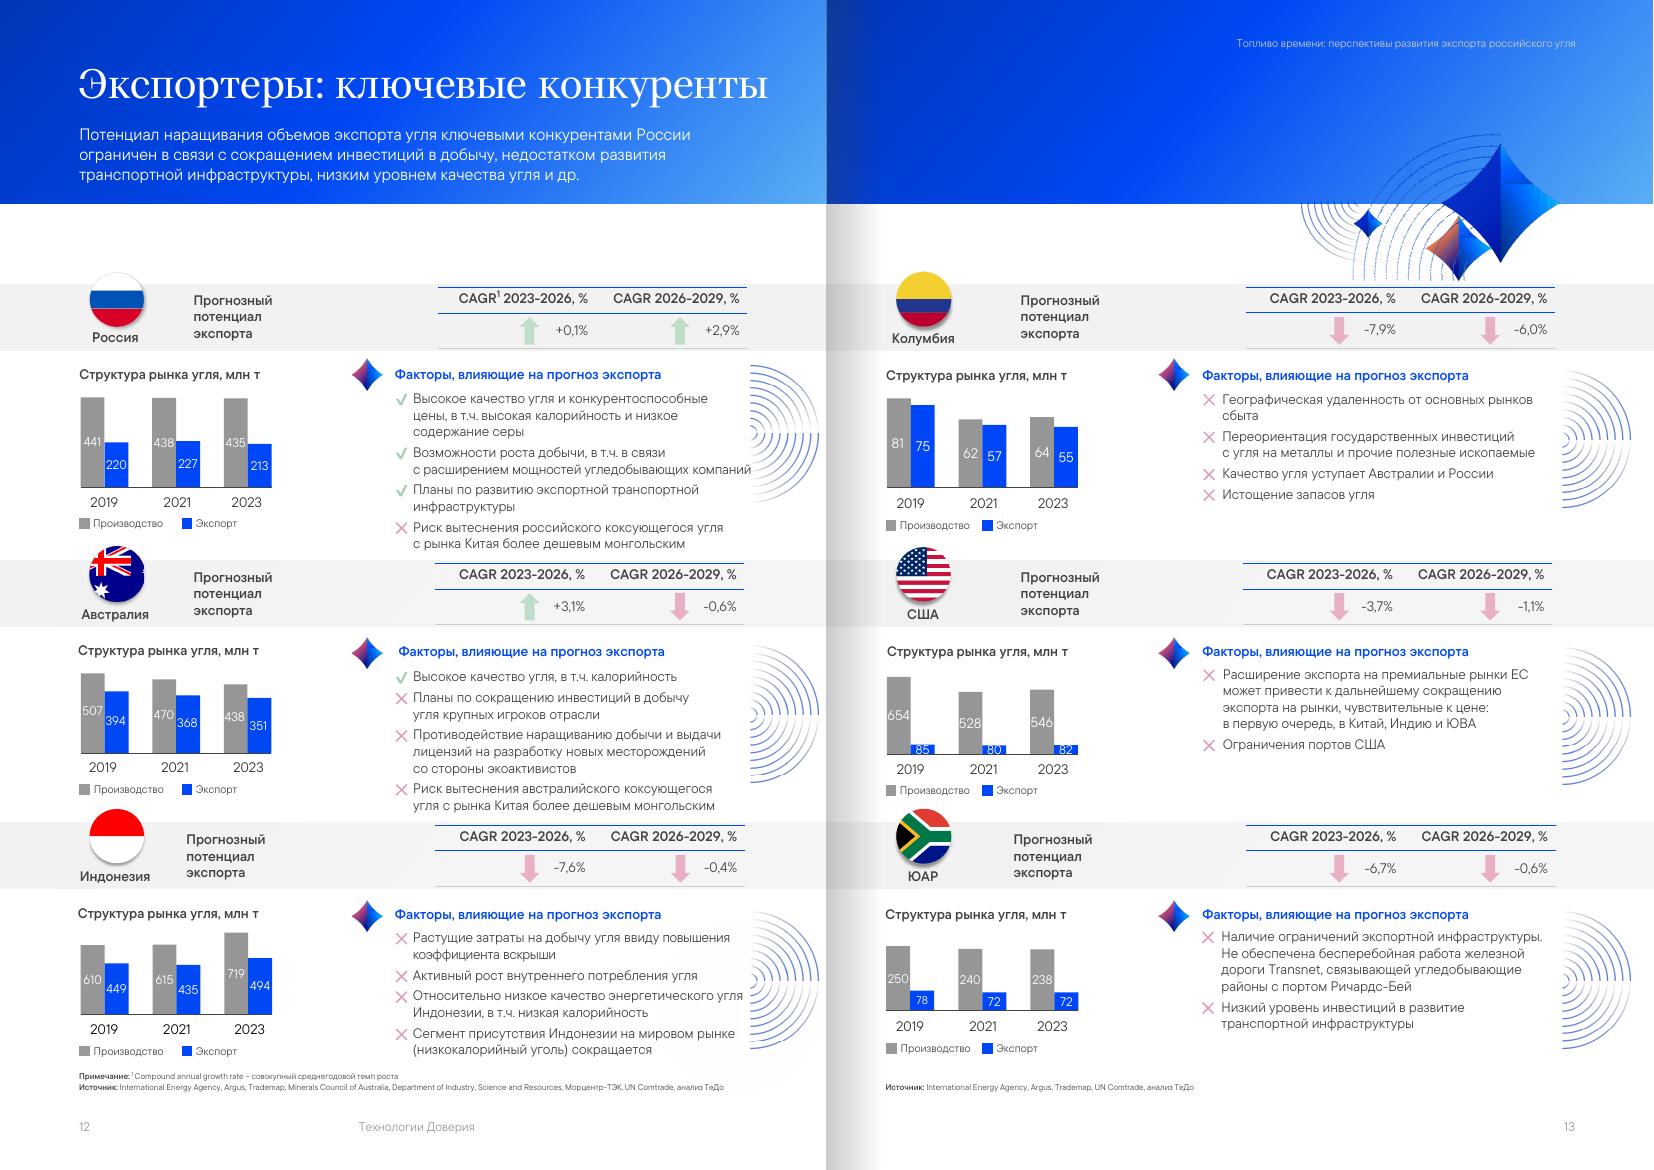 Топливо времени: перспективы развития экспорта российского угля
Экспортеры: ключевые конкуренты
Потенциал наращивания объемов экспорта угля ключевыми конкурентами России
ограничен в связи с сокращением инвестиций в добычу, недостатком развития
транспортной инфраструктуры, низким уровнем качества угля и др.
Россия
Прогнозный
потенциал
экспорта
CAGR¹ 2023-2026, % CAGR 2026-2029, %
+0,1% +2,9%
Структура рынка угля, млн т
441 220 438 227 435 213
2019 2021 2023
Производство Экспорт
Факторы, влияющие на прогноз экспорта
Высокое качество угля и конкурентоспособные
цены, в т.ч. высокая калорийность и низкое
содержание серы
Возможности роста добычи, в т.ч. в связи
с расширением мощностей угледобывающих компаний
Планы по развитию экспортной транспортной
инфраструктуры
Риск вытеснения российского коксующегося угля
с рынка Китая более дешевым монгольским
Австралия
Прогнозный
потенциал
экспорта
CAGR 2023-2026, % CAGR 2026-2029, %
+3,1% -0,6%
Структура рынка угля, млн т
507 394 470 368 438 351
2019 2021 2023
Производство Экспорт
Факторы, влияющие на прогноз экспорта
Высокое качество угля, в т.ч. калорийность
Планы по сокращению инвестиций в добычу
угля крупных игроков отрасли
Противодействие наращиванию добычи и выдачи
лицензий на разработку новых месторождений
со стороны экоактивистов
Риск вытеснения австралийского коксующегося
угля с рынка Китая более дешевым монгольским
Индонезия
Прогнозный
потенциал
экспорта
CAGR 2023-2026, % CAGR 2026-2029, %
-7,6% -0,4%
Структура рынка угля, млн т
610 449 615 435 719 494
2019 2021 2023
Производство Экспорт
Факторы, влияющие на прогноз экспорта
Растущие затраты на добычу угля ввиду повышения
коэффициента вскрыши
Активный рост внутреннего потребления угля
Относительно низкое качество энергетического угля
Индонезии, в т.ч. низкая калорийность
Сегмент присутствия Индонезии на мировом рынке
(низкокалорийный уголь) сокращается
Примечание: ¹ Compound annual growth rate – совокупный среднегодовой темп роста
Источник: International Energy Agency, Argus, Trademap, Minerals Council of Australia, Department of Industry, Science and Resources, Морцентр-ТЭК, UN Comtrade, анализ ТеДо
12 Технологии Доверия
Колумбия
Прогнозный
потенциал
экспорта
CAGR 2023-2026, % CAGR 2026-2029, %
-7,9% -6,0%
Структура рынка угля, млн т
81 75 62 57 64 55
2019 2021 2023
Производство Экспорт
Факторы, влияющие на прогноз экспорта
Географическая удаленность от основных рынков
сбыта
Переориентация государственных инвестиций
с угля на металлы и прочие полезные ископаемые
Качество угля уступает Австралии и России
Истощение запасов угля
США
Прогнозный
потенциал
экспорта
CAGR 2023-2026, % CAGR 2026-2029, %
-3,7% -1,1%
Структура рынка угля, млн т
654 85 528 80 546 82
2019 2021 2023
Производство Экспорт
Факторы, влияющие на прогноз экспорта
Расширение экспорта на премиальные рынки ЕС
может привести к дальнейшему сокращению
экспорта на рынки, чувствительные к цене:
в первую очередь, в Китай, Индию и ЮВА
Ограничения портов США
ЮАР
Прогнозный
потенциал
экспорта
CAGR 2023-2026, % CAGR 2026-2029, %
-6,7% -0,6%
Структура рынка угля, млн т
250 78 240 72 238 72
2019 2021 2023
Производство Экспорт
Факторы, влияющие на прогноз экспорта
Наличие ограничений экспортной инфраструктуры.
Не обеспечена бесперебойная работа железной
дороги Transnet, связывающей угледобывающие
районы с портом Ричардс-Бей
Низкий уровень инвестиций в развитие
транспортной инфраструктуры
Источник: International Energy Agency, Argus, Trademap, UN Comtrade, анализ ТеДо
13